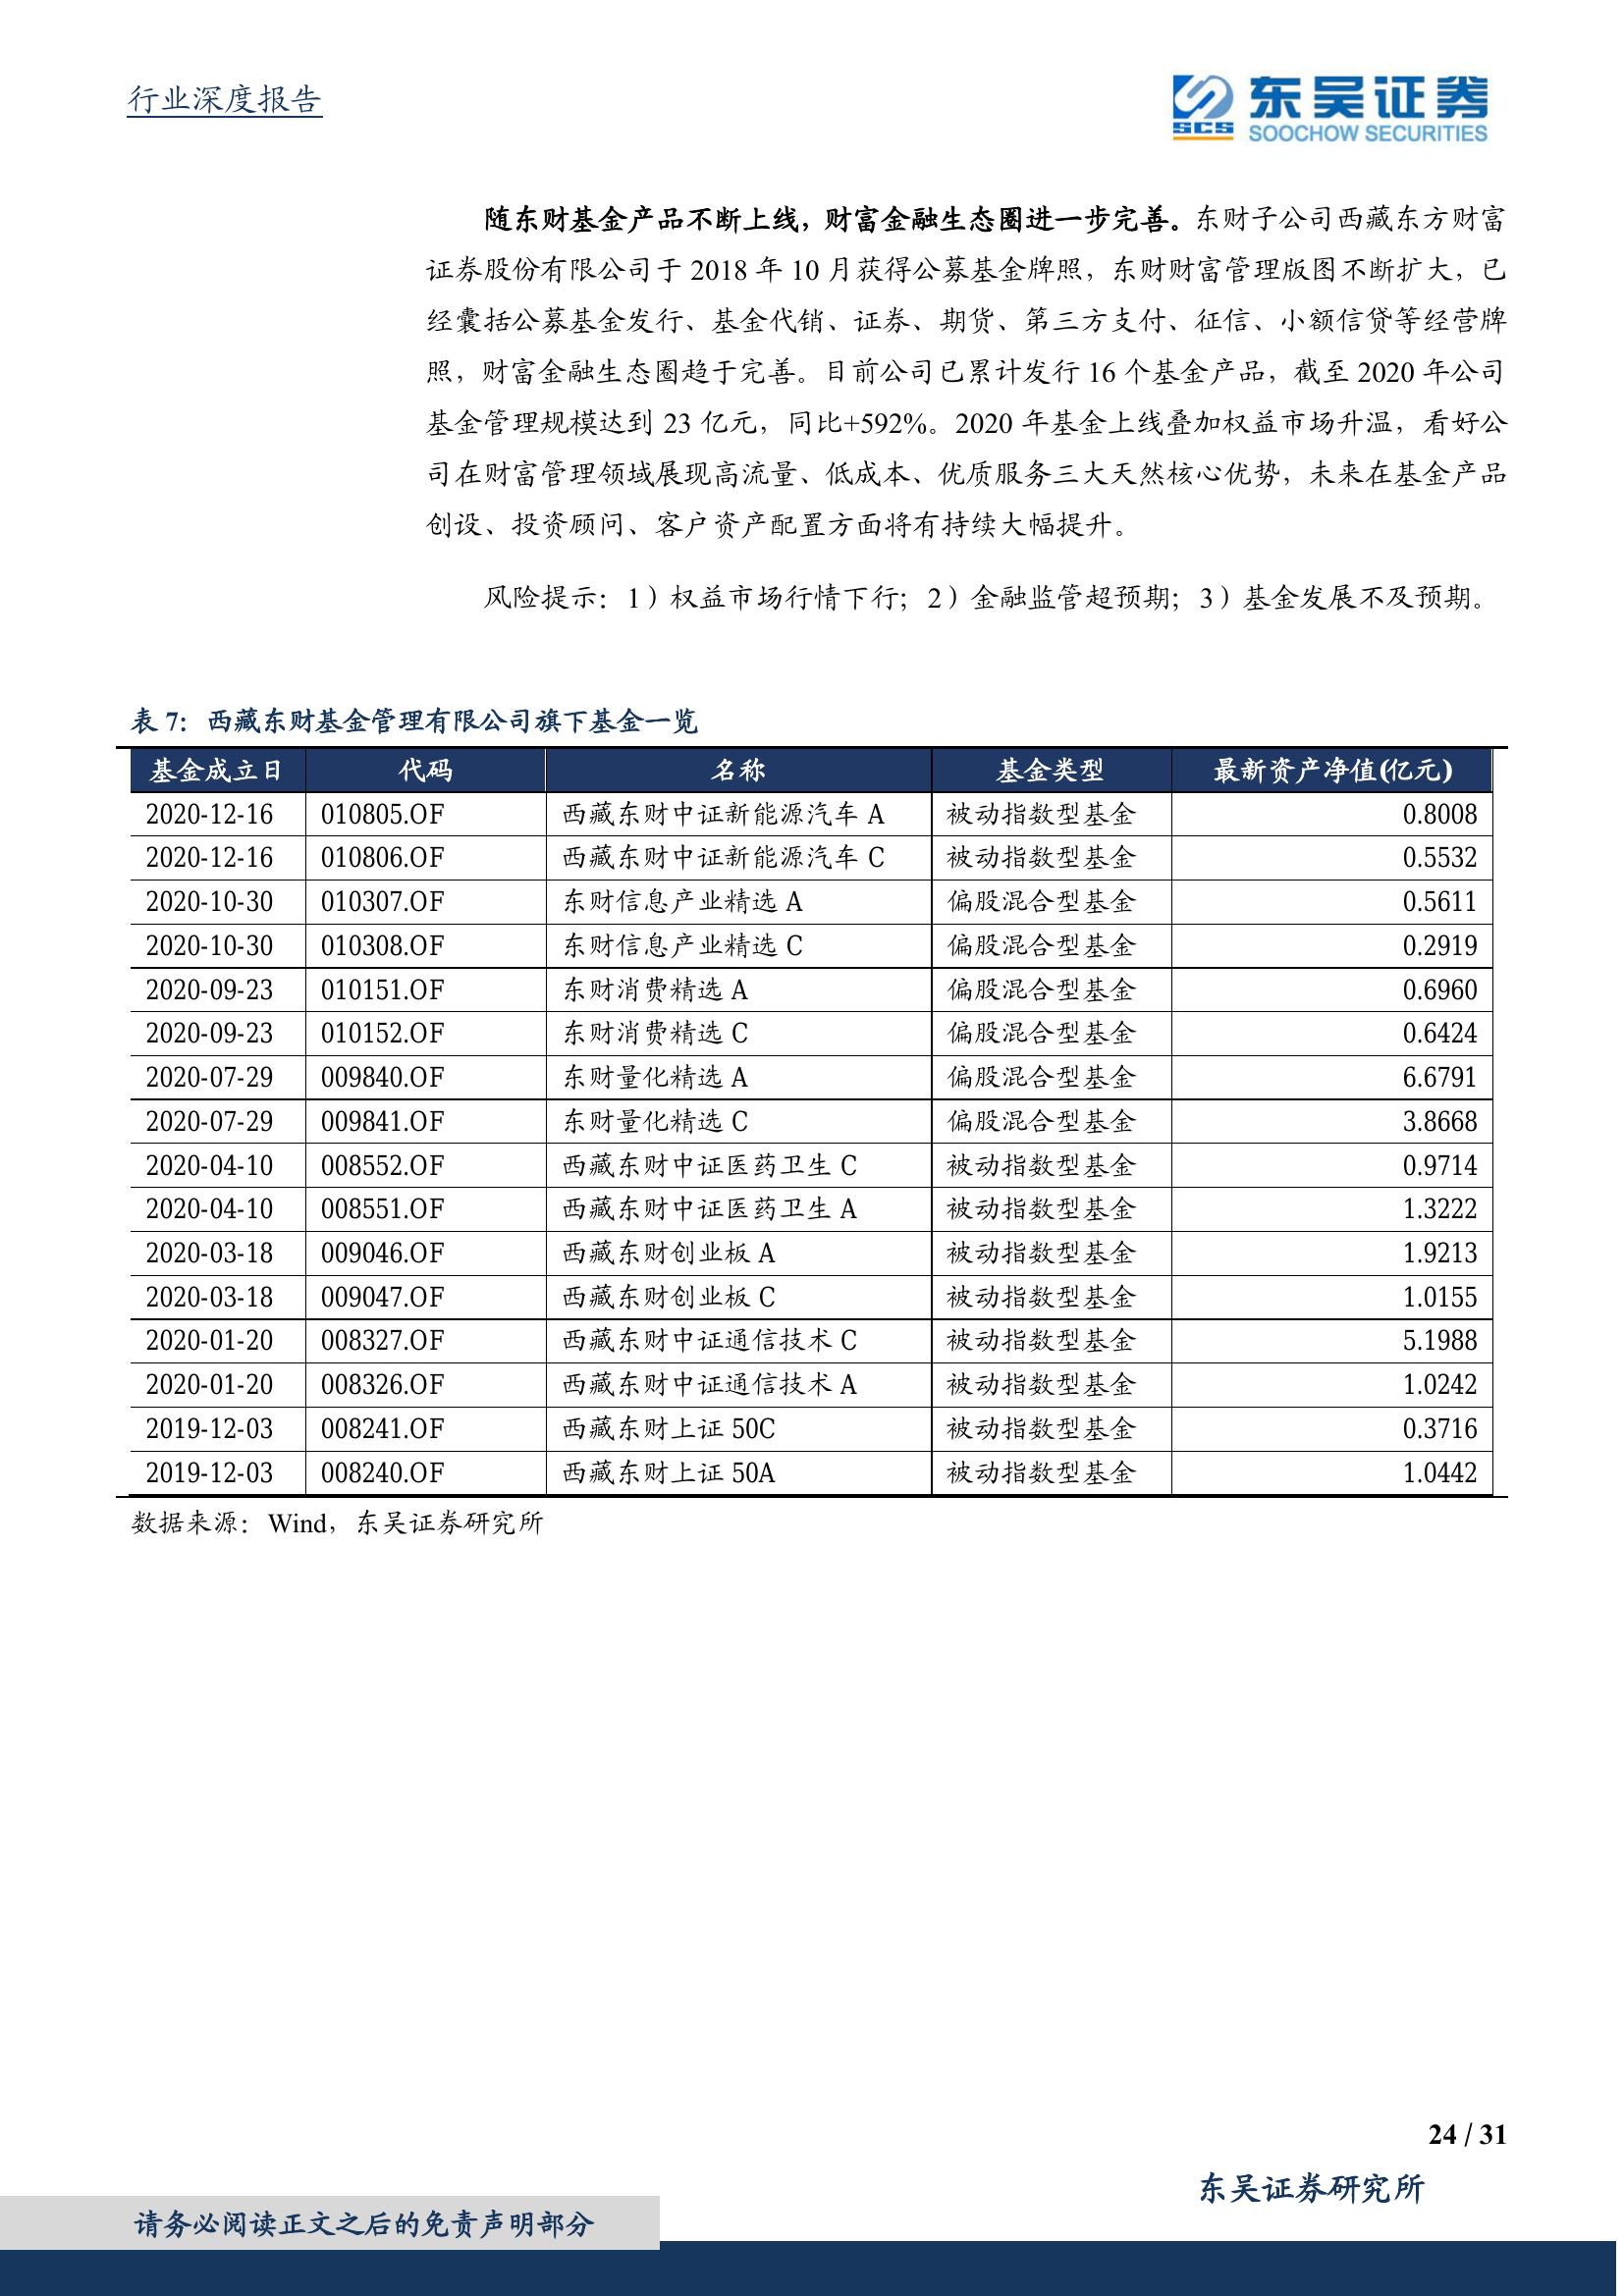 行业深度报告
SCS
东吴证券
SOOCHOW SECURITIES
随东财基金产品不断上线，财富金融生态圈进一步完善。东财子公司西藏东方财富
证券股份有限公司于 2018 年 10 月获得公募基金牌照，东财财富管理版图不断扩大，已
经囊括公募基金发行、基金代销、证券、期货、第三方支付、征信、小额信贷等经营牌
照，财富金融生态圈趋于完善。目前公司已累计发行 16 个基金产品，截至 2020 年公司
基金管理规模达到 23 亿元，同比+592%。2020 年基金上线叠加权益市场升温，看好公
司在财富管理领域展现高流量、低成本、优质服务三大天然核心优势，未来在基金产品
创设、投资顾问、客户资产配置方面将有持续大幅提升。
风险提示：1）权益市场行情下行；2）金融监管超预期；3）基金发展不及预期。
表 7：西藏东财基金管理有限公司旗下基金一览
基金成立日 代码 名称 基金类型 最新资产净值(亿元)
2020-12-16 010805.OF 西藏东财中证新能源汽车 A 被动指数型基金 0.8008
2020-12-16 010806.OF 西藏东财中证新能源汽车 C 被动指数型基金 0.5532
2020-10-30 010307.OF 东财信息产业精选 A 偏股混合型基金 0.5611
2020-10-30 010308.OF 东财信息产业精选 C 偏股混合型基金 0.2919
2020-09-23 010151.OF 东财消费精选 A 偏股混合型基金 0.6960
2020-09-23 010152.OF 东财消费精选 C 偏股混合型基金 0.6424
2020-07-29 009840.OF 东财量化精选 A 偏股混合型基金 6.6791
2020-07-29 009841.OF 东财量化精选 C 偏股混合型基金 3.8668
2020-04-10 008552.OF 西藏东财中证医药卫生 C 被动指数型基金 0.9714
2020-04-10 008551.OF 西藏东财中证医药卫生 A 被动指数型基金 1.3222
2020-03-18 009046.OF 西藏东财创业板 A 被动指数型基金 1.9213
2020-03-18 009047.OF 西藏东财创业板 C 被动指数型基金 1.0155
2020-01-20 008327.OF 西藏东财中证通信技术 C 被动指数型基金 5.1988
2020-01-20 008326.OF 西藏东财中证通信技术 A 被动指数型基金 1.0242
2019-12-03 008241.OF 西藏东财上证 50C 被动指数型基金 0.3716
2019-12-03 008240.OF 西藏东财上证 50A 被动指数型基金 1.0442
数据来源：Wind，东吴证券研究所
24 / 31
东吴证券研究所
请务必阅读正文之后的免责声明部分